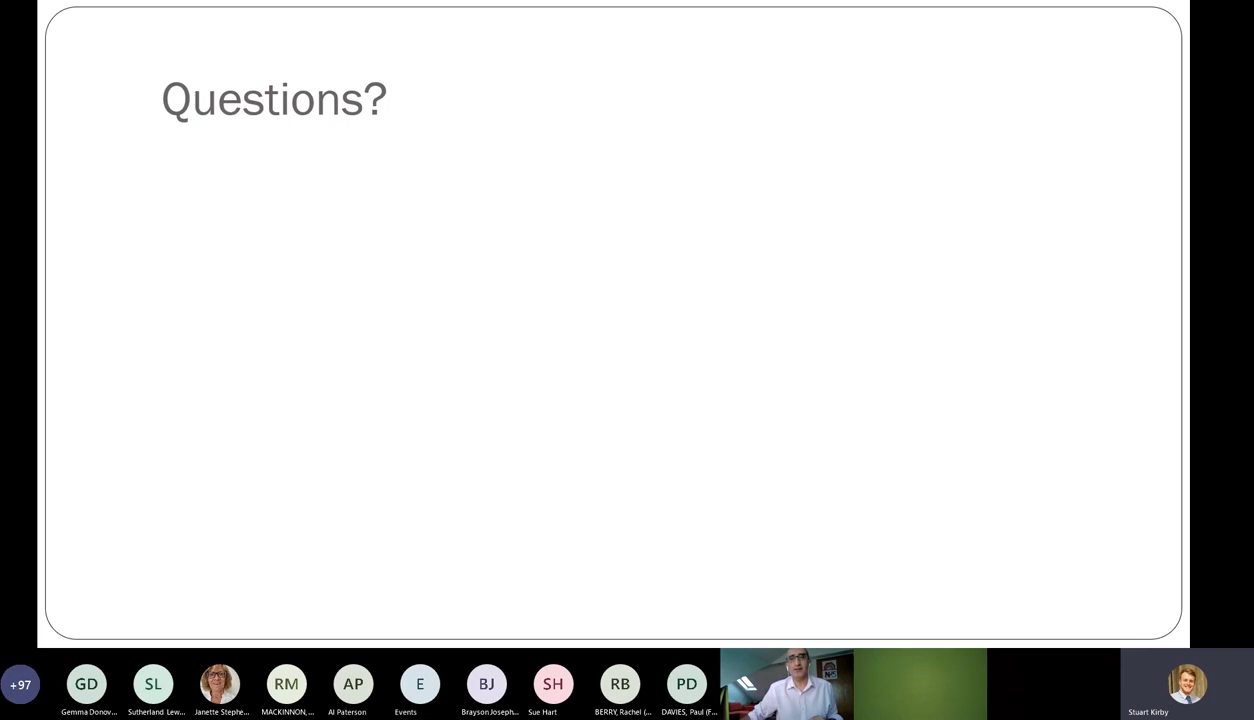 Questions?
+97
GD
SL
RM
AP
E
BJ
SH
RB
PD
Gemma Donov...
Sutherland Lew...
Janette Stephe...
MACKINNON, ...
Al Paterson
Events
Brayson Joseph...
Sue Hart
BERRY, Rachel (...
DAVIES, Paul (F...
Stuart Kirby